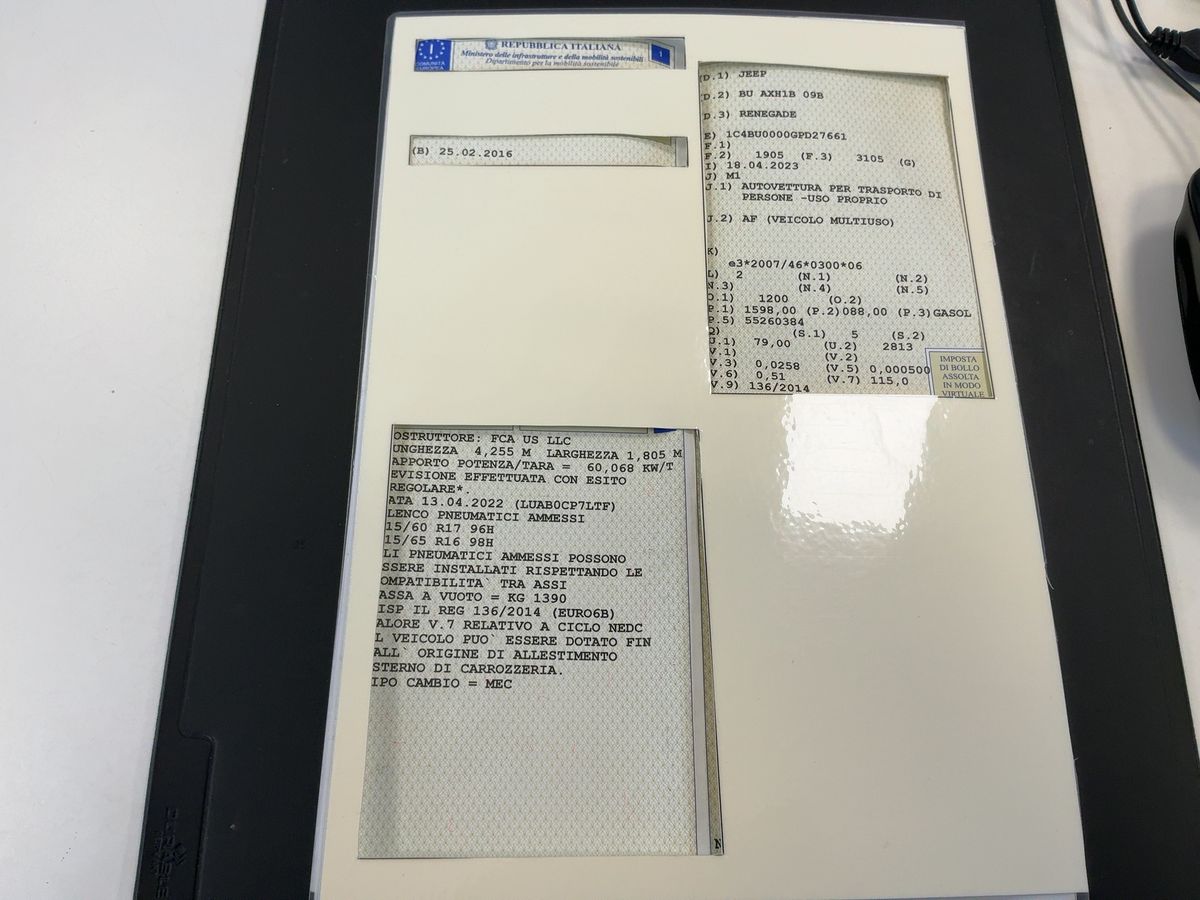 I
COMUNITA
EUROPEA
REPUBBLICA ITALIANA
Ministero delle infrastrutture e della mobilità sostenibili
Dipartimento per la mobilità sostenibile
1
(B) 25.02.2016
(D.1) JEEP
(D.2) BU AXH1B 09B
(D.3) RENEGADE
E) 1C4BU0000GPD27661
F.1)
F.2) 1905 (F.3) 3105 (G)
I) 18.04.2023
J) M1
J.1) AUTOVETTURA PER TRASPORTO DI
PERSONE -USO PROPRIO
J.2) AF (VEICOLO MULTIUSO)
K)
e3*2007/46*0300*06
L) 2 (N.1) (N.2)
N.3) (N.4) (N.5)
O.1) 1200 (O.2)
P.1) 1598,00 (P.2)088,00 (P.3)GASOL
P.5) 55260384
Q) (S.1) 5 (S.2)
U.1) 79,00 (U.2) 2813
V.1) (V.2)
V.3) 0,0258 (V.5) 0,000500
V.6) 0,51 (V.7) 115,0
V.9) 136/2014
IMPOSTA
DI BOLLO
ASSOLTA
IN MODO
VIRTUALE
OSTRUTTORE: FCA US LLC
UNGHEZZA 4,255 M LARGHEZZA 1,805 M
APPORTO POTENZA/TARA = 60,068 KW/T
EVISIONE EFFETTUATA CON ESITO
REGOLARE*.
ATA 13.04.2022 (LUAB0CP7LTF)
LENCO PNEUMATICI AMMESSI
15/60 R17 96H
15/65 R16 98H
LI PNEUMATICI AMMESSI POSSONO
SSERE INSTALLATI RISPETTANDO LE
OMPATIBILITA` TRA ASSI
ASSA A VUOTO = KG 1390
ISP IL REG 136/2014 (EURO6B)
ALORE V.7 RELATIVO A CICLO NEDC
L VEICOLO PUO` ESSERE DOTATO FIN
ALL` ORIGINE DI ALLESTIMENTO
STERNO DI CARROZZERIA.
IPO CAMBIO = MEC
N
DURABLE